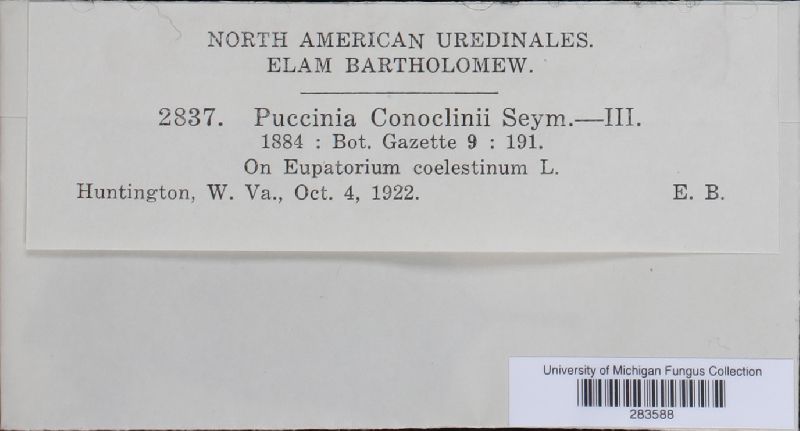 NORTH AMERICAN UREDINALES.
ELAM BARTHOLOMEW.
2837. Puccinia Conoclinii Seym.—III.
1884 : Bot. Gazette 9 : 191.
On Eupatorium coelestinum L.
Huntington, W. Va., Oct. 4, 1922. E. B.
University of Michigan Fungus Collection
283588